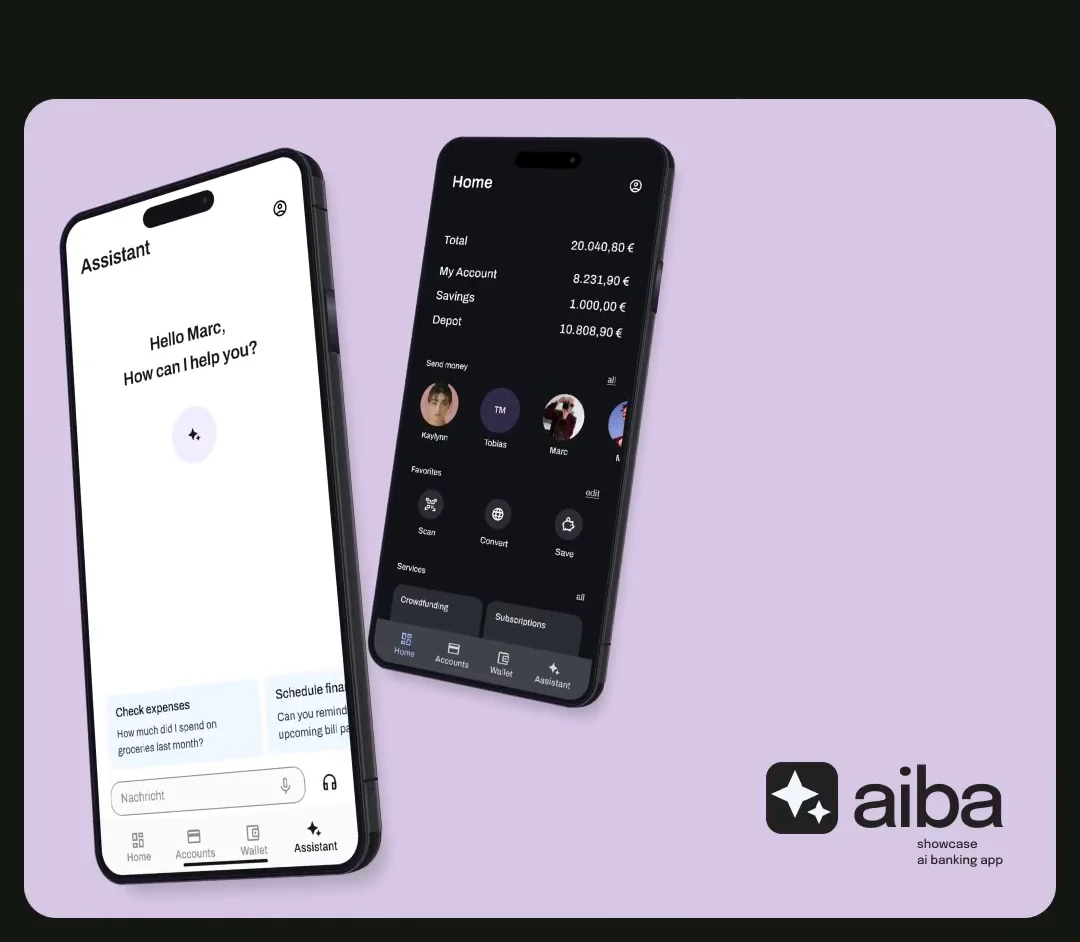 Assistant
Hello Marc,
How can I help you?
Check expenses
How much did I spend on
groceries last month?
Schedule fina
Can you remind
upcoming bill pa
Nachricht
Home
Accounts
Wallet
Assistant
Home
Total 20.040,80 €
My Account 8.231,90 €
Savings 1.000,00 €
Depot 10.808,90 €
Send money all
TM
Kaylynn Tobias Marc
Favorites edit
Scan Convert Save
Services all
Crowdfunding Subscriptions
Home Accounts Wallet Assistant
aiba
showcase
ai banking app